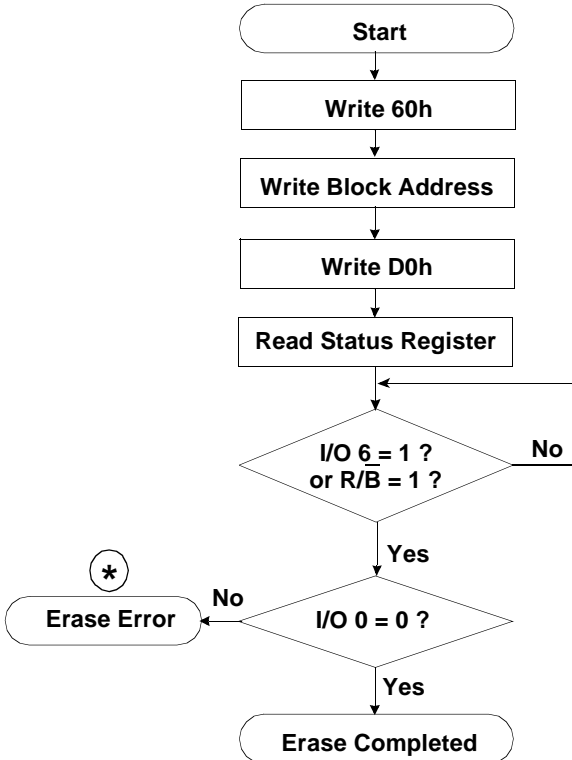 Start
Write 60h
Write Block Address
Write D0h
Read Status Register
I/O 6 = 1 ?
or R/B̅ = 1 ?
No
Yes
*
No
Erase Error
I/O 0 = 0 ?
Yes
Erase Completed